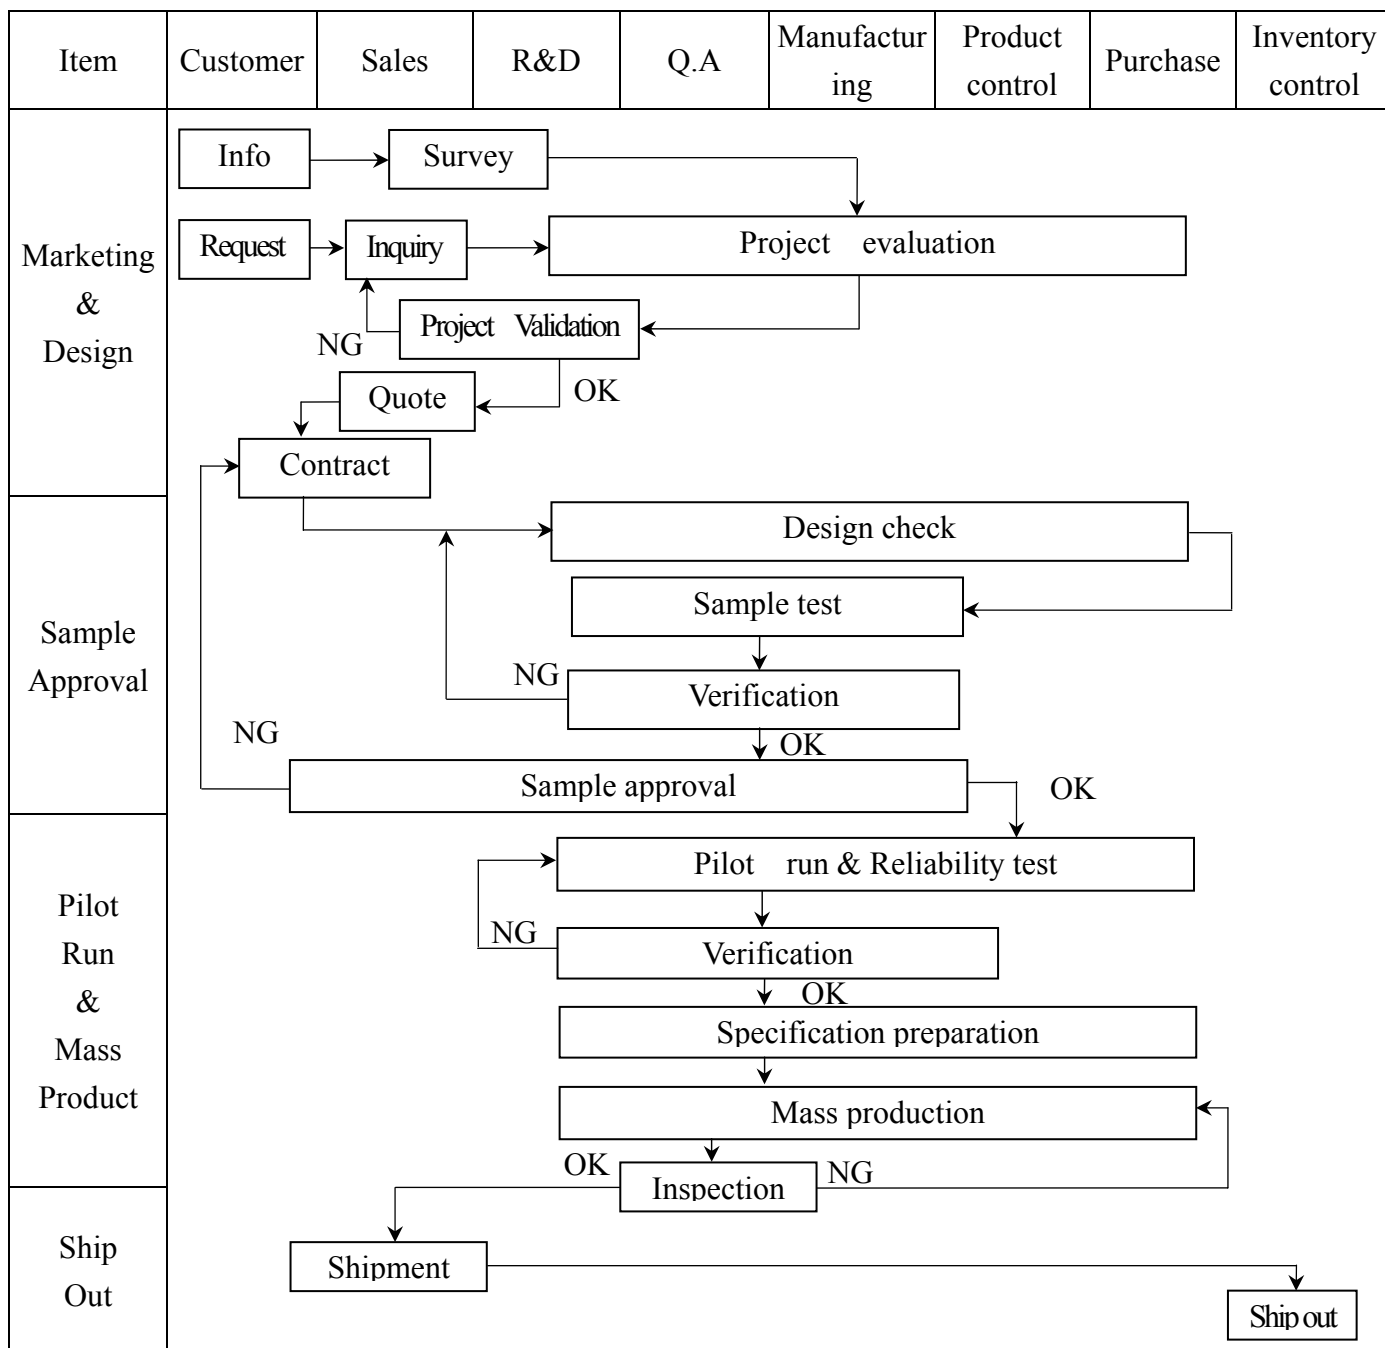 Item
Customer
Sales
R&D
Q.A
Manufactur
ing
Product
control
Purchase
Inventory
control
Marketing
&
Design
Info
Survey
Request
Inquiry
Project evaluation
Project Validation
NG
OK
Quote
Contract
Sample
Approval
Design check
Sample test
NG
Verification
OK
NG
Sample approval
OK
Pilot
Run
&
Mass
Product
Pilot run & Reliability test
NG
Verification
OK
Specification preparation
Mass production
OK
Inspection
NG
Ship
Out
Shipment
Ship out